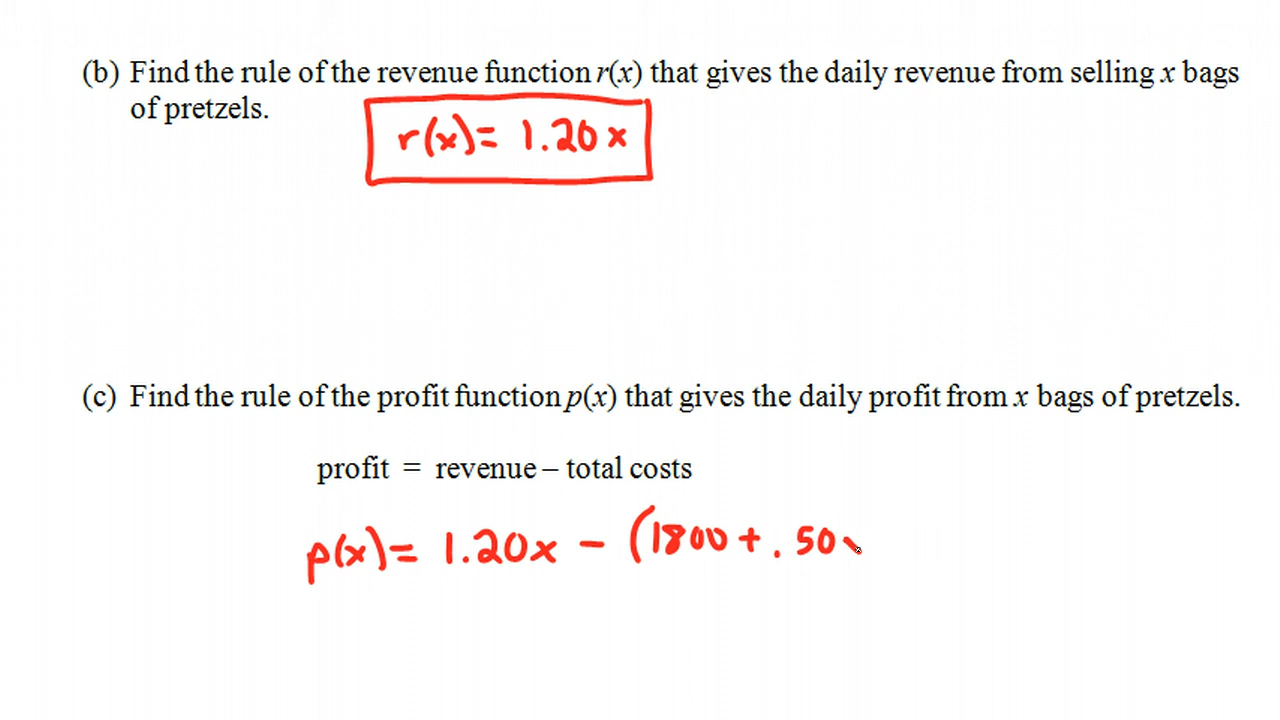 (b) Find the rule of the revenue function r(x) that gives the daily revenue from selling x bags
of pretzels.
r(x) = 1.20x
(c) Find the rule of the profit function p(x) that gives the daily profit from x bags of pretzels.
profit = revenue – total costs
p(x) = 1.20x - (1800 + .50